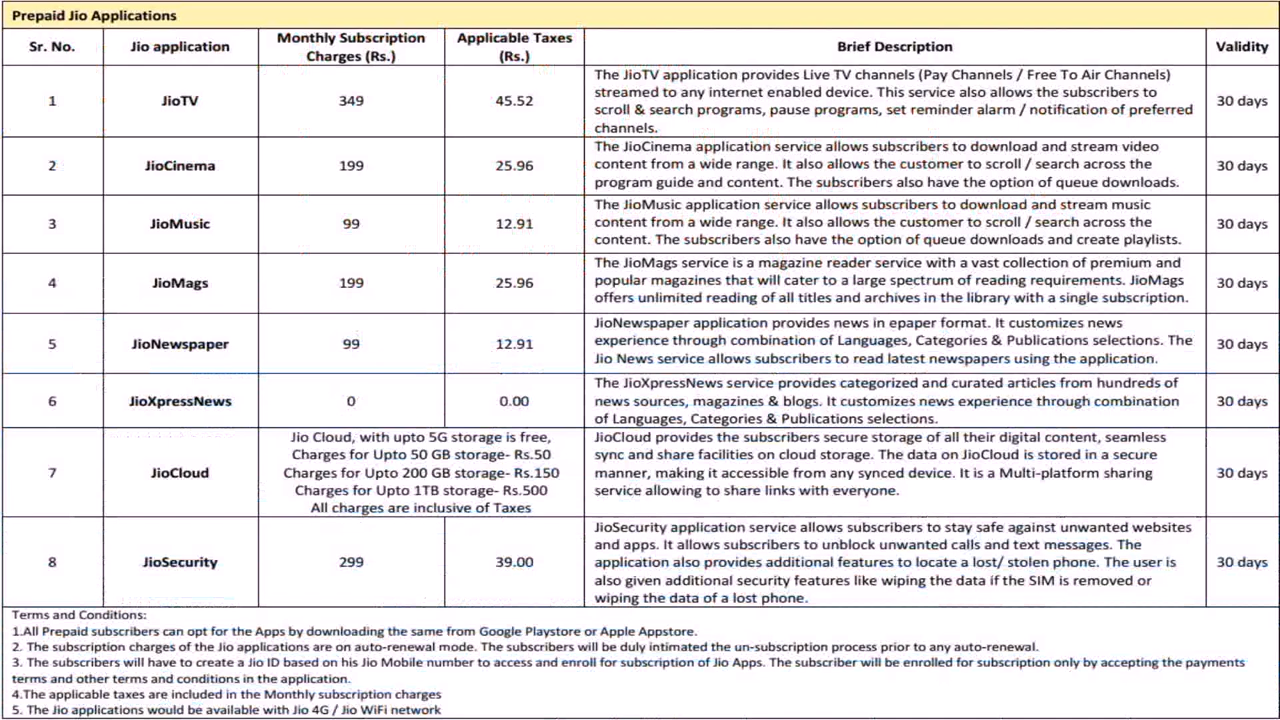 Prepaid Jio Applications
Sr. No.
Jio application
Monthly Subscription
Charges (Rs.)
Applicable Taxes
(Rs.)
Brief Description
Validity
1
JioTV
349
45.52
The JioTV application provides Live TV channels (Pay Channels / Free To Air Channels)
streamed to any internet enabled device. This service also allows the subscribers to
scroll & search programs, pause programs, set reminder alarm / notification of preferred
channels.
30 days
2
JioCinema
199
25.96
The JioCinema application service allows subscribers to download and stream video
content from a wide range. It also allows the customer to scroll / search across the
program guide and content. The subscribers also have the option of queue downloads.
30 days
3
JioMusic
99
12.91
The JioMusic application service allows subscribers to download and stream music
content from a wide range. It also allows the customer to scroll / search across the
content. The subscribers also have the option of queue downloads and create playlists.
30 days
4
JioMags
199
25.96
The JioMags service is a magazine reader service with a vast collection of premium and
popular magazines that will cater to a large spectrum of reading requirements. JioMags
offers unlimited reading of all titles and archives in the library with a single subscription.
30 days
5
JioNewspaper
99
12.91
JioNewspaper application provides news in epaper format. It customizes news
experience through combination of Languages, Categories & Publications selections. The
Jio News service allows subscribers to read latest newspapers using the application.
30 days
6
JioXpressNews
0
0.00
The JioXpressNews service provides categorized and curated articles from hundreds of
news sources, magazines & blogs. It customizes news experience through combination
of Languages, Categories & Publications selections.
30 days
7
JioCloud
Jio Cloud, with upto 5G storage is free,
Charges for Upto 50 GB storage- Rs.50
Charges for Upto 200 GB storage- Rs.150
Charges for Upto 1TB storage- Rs.500
All charges are inclusive of Taxes
JioCloud provides the subscribers secure storage of all their digital content, seamless
sync and share facilities on cloud storage. The data on JioCloud is stored in a secure
manner, making it accessible from any synced device. It is a Multi-platform sharing
service allowing to share links with everyone.
30 days
8
JioSecurity
299
39.00
JioSecurity application service allows subscribers to stay safe against unwanted websites
and apps. It allows subscribers to unblock unwanted calls and text messages. The
application also provides additional features to locate a lost/ stolen phone. The user is
also given additional security features like wiping the data if the SIM is removed or
wiping the data of a lost phone.
30 days
Terms and Conditions:
1.All Prepaid subscribers can opt for the Apps by downloading the same from Google Playstore or Apple Appstore.
2. The subscription charges of the Jio applications are on auto-renewal mode. The subscribers will be duly intimated the un-subscription process prior to any auto-renewal.
3. The subscribers will have to create a Jio ID based on his Jio Mobile number to access and enroll for subscription of Jio Apps. The subscriber will be enrolled for subscription only by accepting the payments
terms and other terms and conditions in the application.
4.The applicable taxes are included in the Monthly subscription charges
5. The Jio applications would be available with Jio 4G / Jio WiFi network